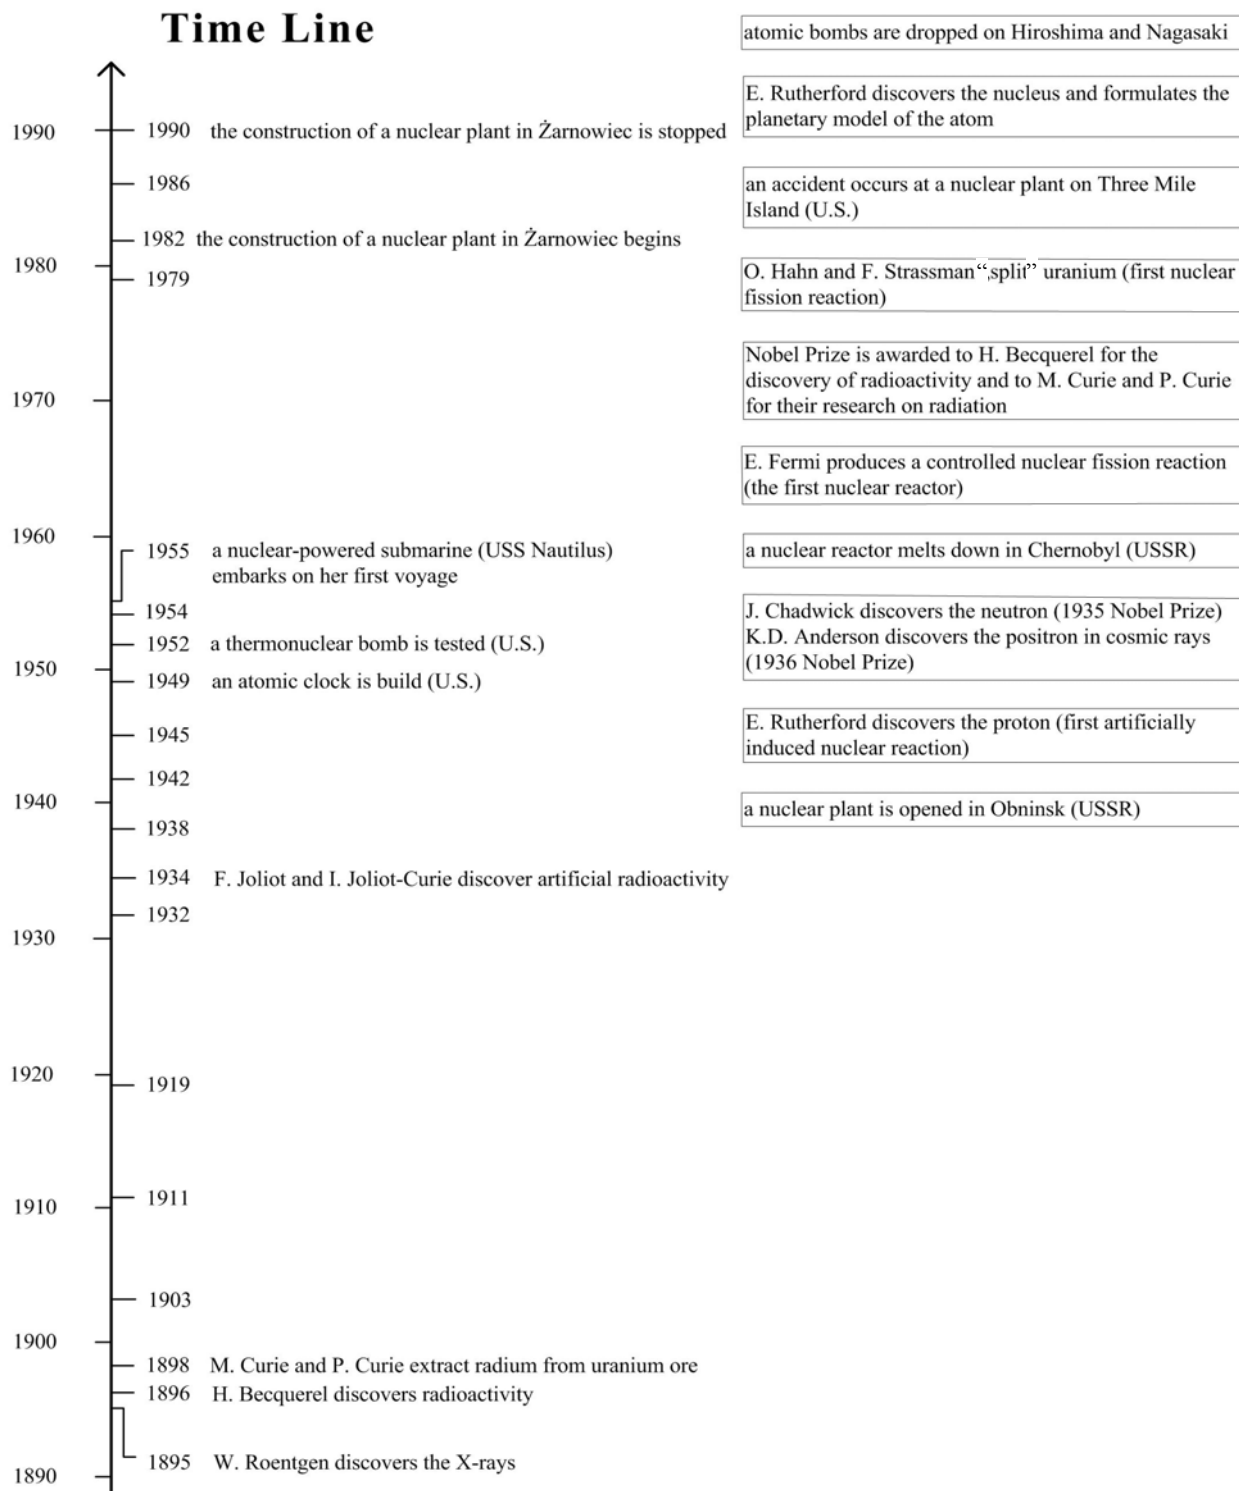 Time Line
1990
1990 the construction of a nuclear plant in Żarnowiec is stopped
1986
1982 the construction of a nuclear plant in Żarnowiec begins
1980
1979
1970
1960
1955 a nuclear-powered submarine (USS Nautilus)
embarks on her first voyage
1954
1952 a thermonuclear bomb is tested (U.S.)
1950
1949 an atomic clock is build (U.S.)
1945
1942
1940
1938
1934 F. Joliot and I. Joliot-Curie discover artificial radioactivity
1932
1930
1920
1919
1911
1910
1903
1900
1898 M. Curie and P. Curie extract radium from uranium ore
1896 H. Becquerel discovers radioactivity
1895 W. Roentgen discovers the X-rays
1890
atomic bombs are dropped on Hiroshima and Nagasaki
E. Rutherford discovers the nucleus and formulates the
planetary model of the atom
an accident occurs at a nuclear plant on Three Mile
Island (U.S.)
O. Hahn and F. Strassman “split” uranium (first nuclear
fission reaction)
Nobel Prize is awarded to H. Becquerel for the
discovery of radioactivity and to M. Curie and P. Curie
for their research on radiation
E. Fermi produces a controlled nuclear fission reaction
(the first nuclear reactor)
a nuclear reactor melts down in Chernobyl (USSR)
J. Chadwick discovers the neutron (1935 Nobel Prize)
K.D. Anderson discovers the positron in cosmic rays
(1936 Nobel Prize)
E. Rutherford discovers the proton (first artificially
induced nuclear reaction)
a nuclear plant is opened in Obninsk (USSR)